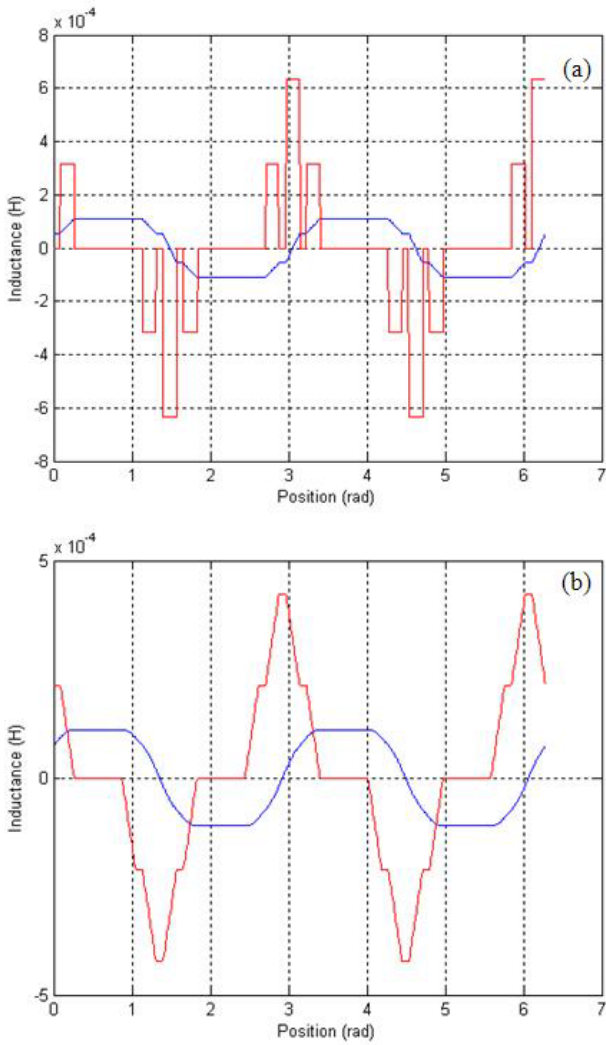 x 10⁻⁴
8
(a)
6
4
2
0
-2
-4
-6
-8
Inductance (H)
0 1 2 3 4 5 6 7
Position (rad)
x 10⁻⁴
5
(b)
0
-5
Inductance (H)
0 1 2 3 4 5 6 7
Position (rad)